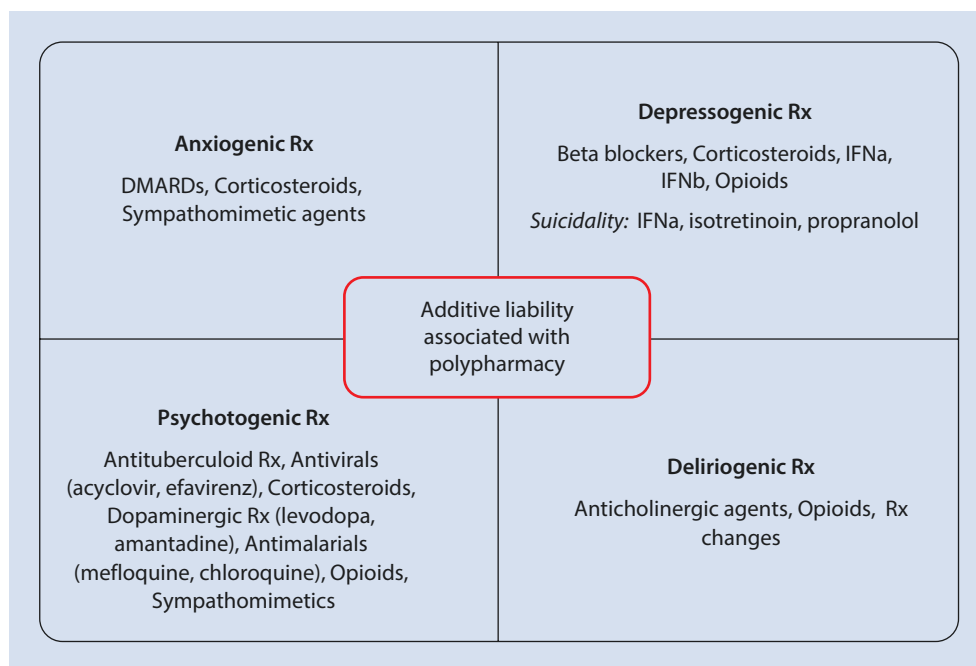 Anxiogenic Rx
DMARDs, Corticosteroids,
Sympathomimetic agents
Depressogenic Rx
Beta blockers, Corticosteroids, IFNa,
IFNb, Opioids
Suicidality: IFNa, isotretinoin, propranolol
Additive liability
associated with
polypharmacy
Psychotogenic Rx
Antituberculoid Rx, Antivirals
(acyclovir, efavirenz), Corticosteroids,
Dopaminergic Rx (levodopa,
amantadine), Antimalarials
(mefloquine, chloroquine), Opioids,
Sympathomimetics
Deliriogenic Rx
Anticholinergic agents, Opioids, Rx
changes